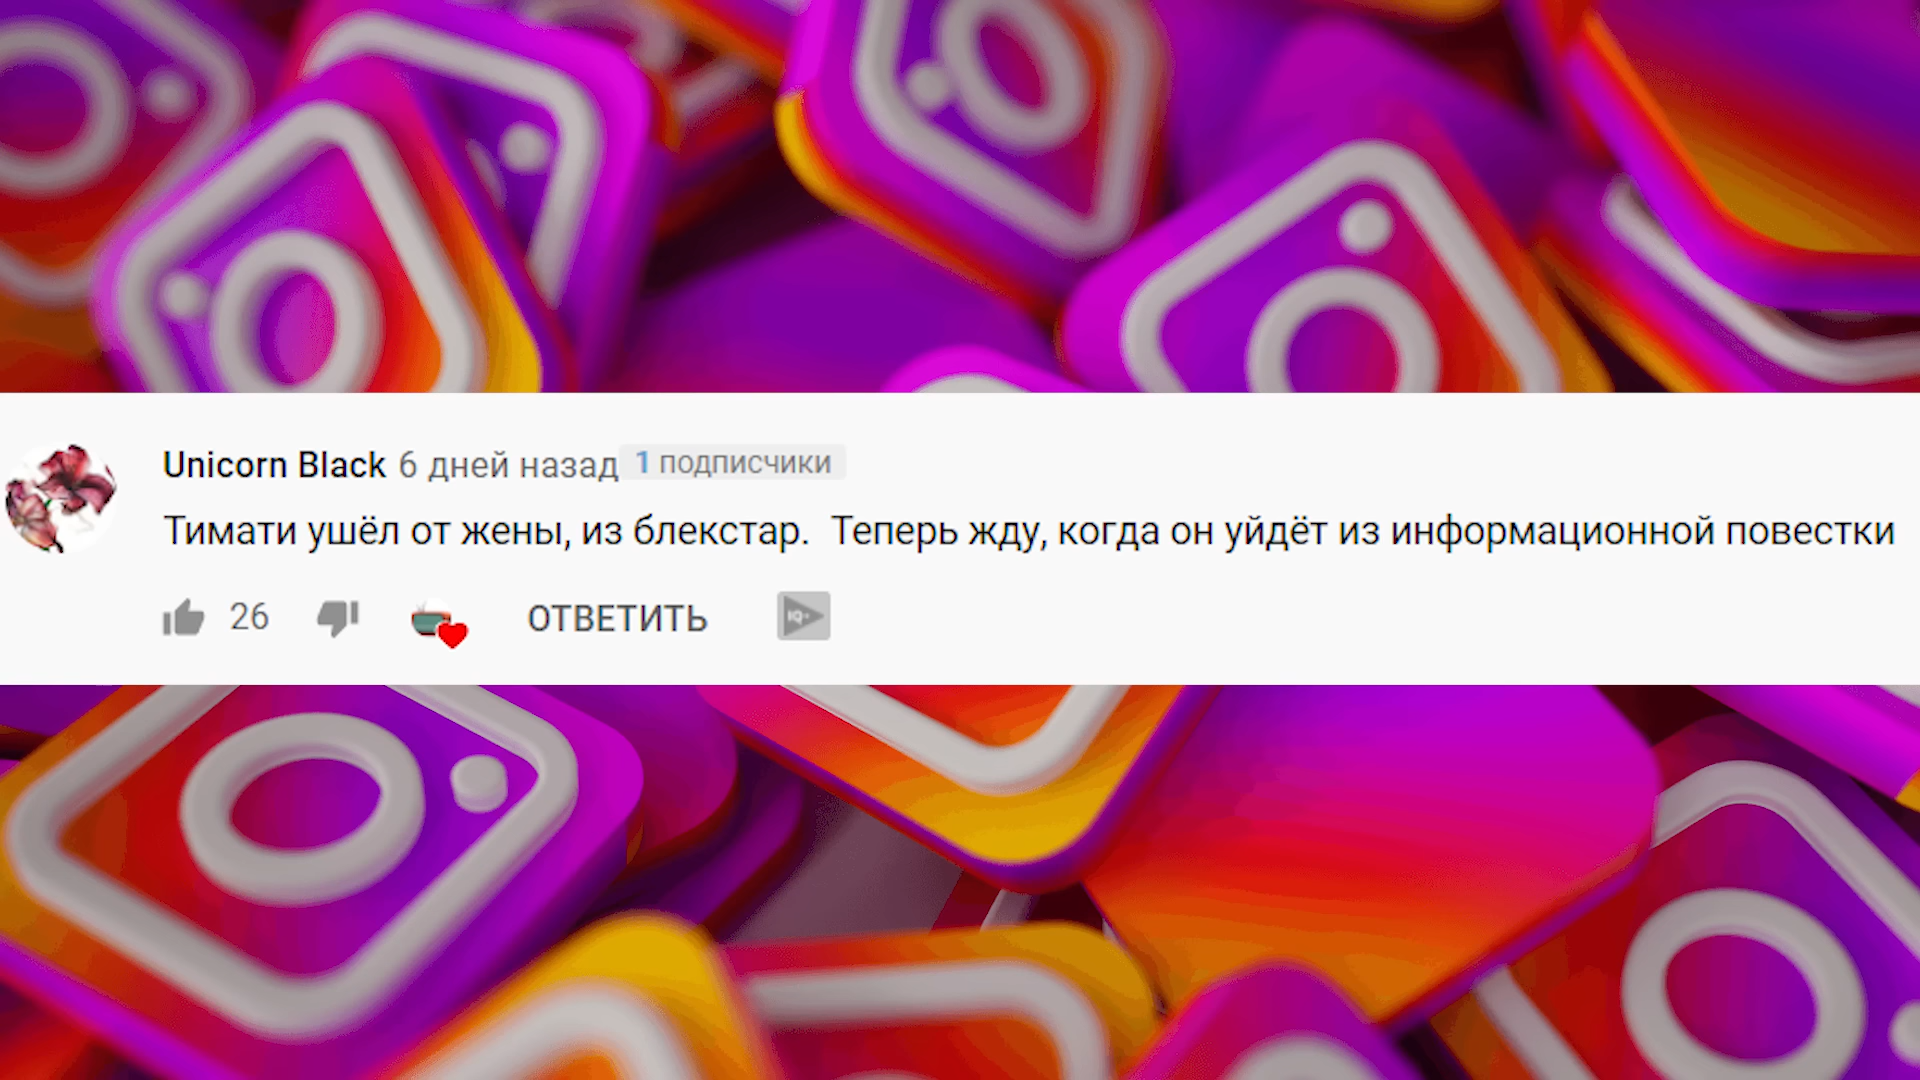 Unicorn Black 6 дней назад 1 подписчики
Тимати ушёл от жены, из блекстар. Теперь жду, когда он уйдёт из информационной повестки
26 ОТВЕТИТЬ IQ+